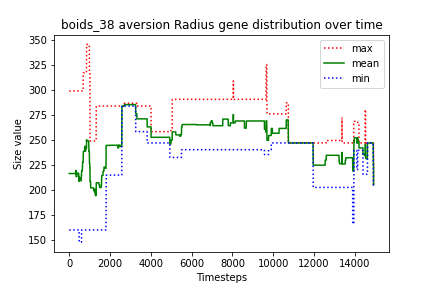 boids_38 aversion Radius gene distribution over time
350
325
300
275
250
225
200
175
150
Size value
max
mean
min
0
2000
4000
6000
8000
10000
12000
14000
Timesteps